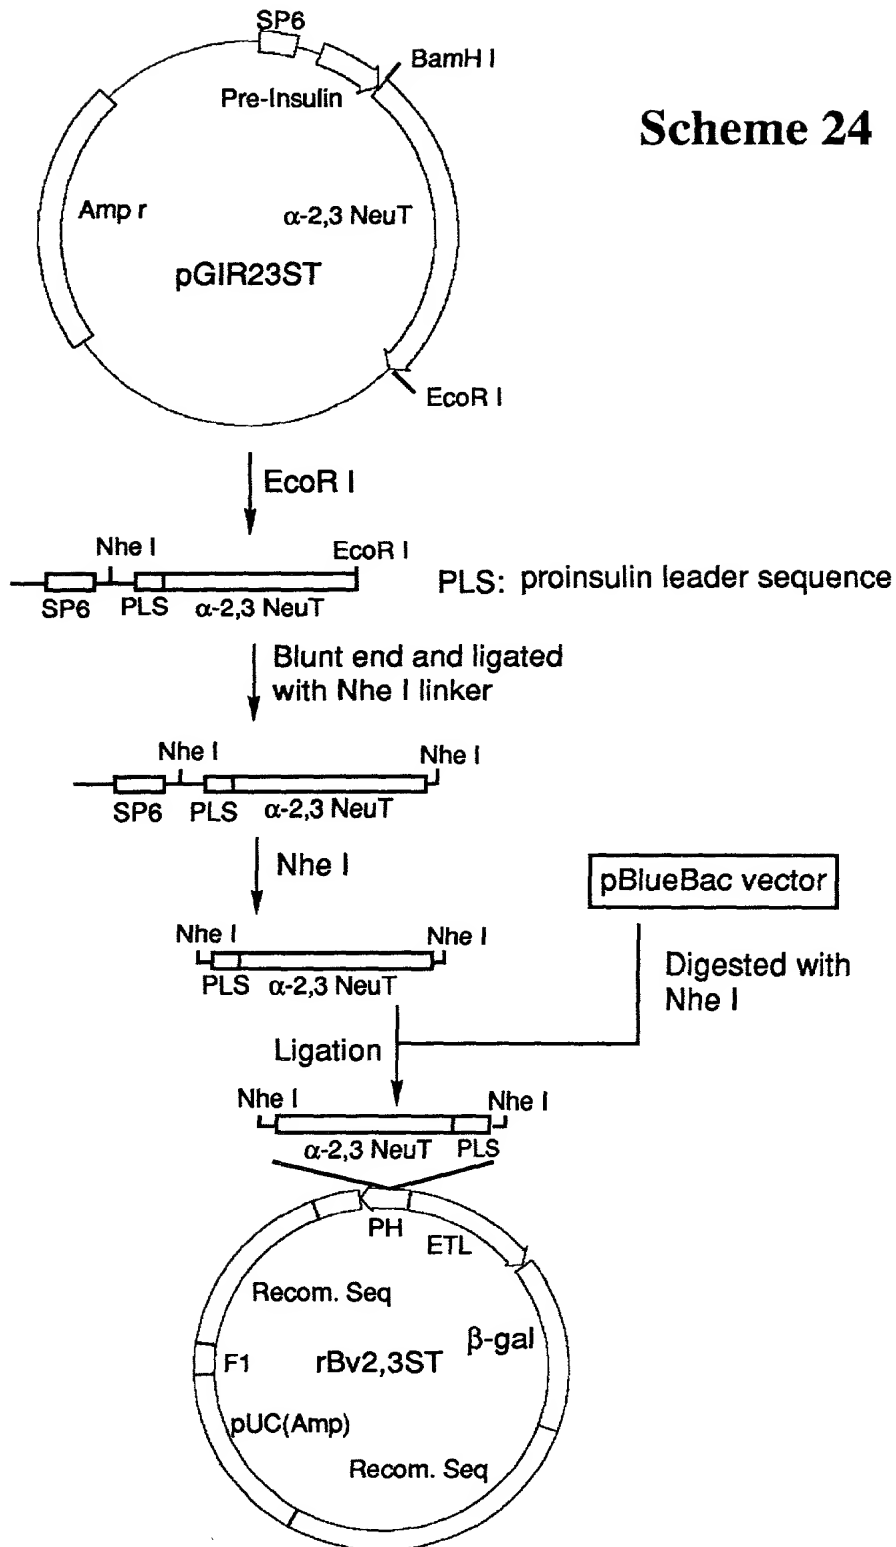 SP6
BamH I
Pre-Insulin
Scheme 24
Amp r
α-2,3 NeuT
pGIR23ST
EcoR I
EcoR I
Nhe I
EcoR I
SP6
PLS
α-2,3 NeuT
PLS: proinsulin leader sequence
Blunt end and ligated
with Nhe I linker
Nhe I
Nhe I
SP6
PLS
α-2,3 NeuT
Nhe I
pBlueBac vector
Nhe I
Nhe I
PLS
α-2,3 NeuT
Digested with
Nhe I
Ligation
Nhe I
Nhe I
α-2,3 NeuT
PLS
PH
ETL
Recom. Seq
β-gal
F1
rBv2,3ST
pUC(Amp)
Recom. Seq